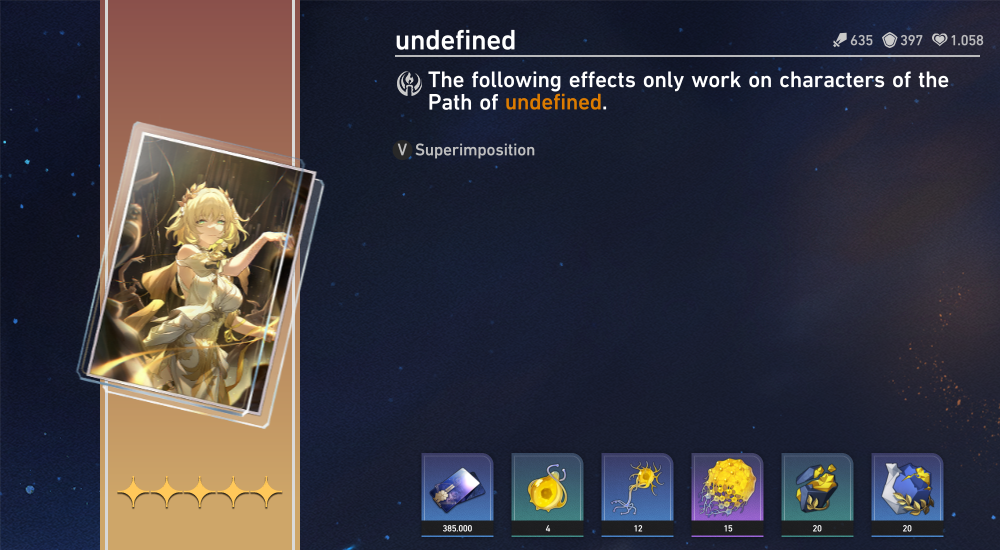 undefined
635 397 1.058
The following effects only work on characters of the
Path of undefined.
V Superimposition
385.000 4 12 15 20 20